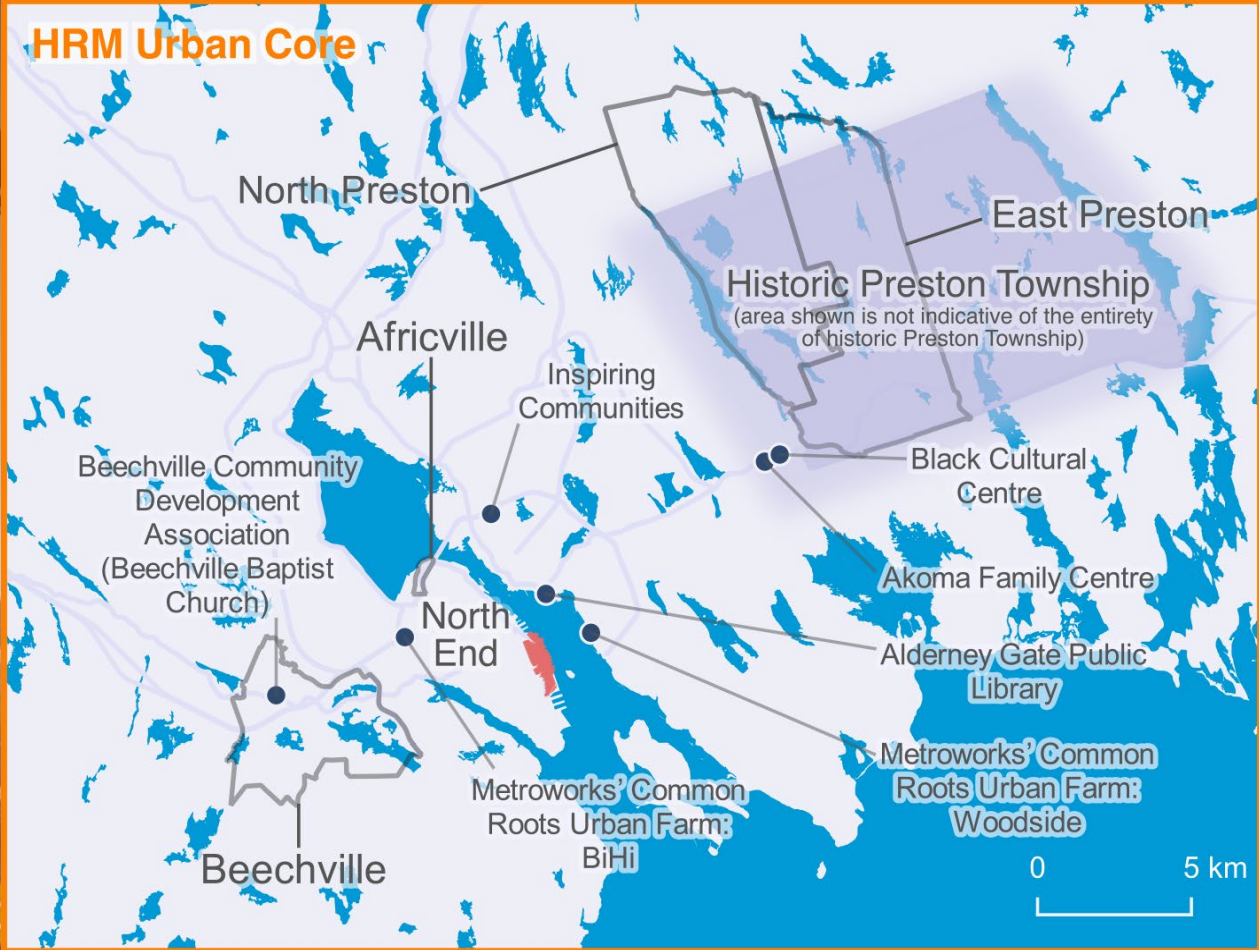 HRM Urban Core
North Preston
East Preston
Historic Preston Township
(area shown is not indicative of the entirety
of historic Preston Township)
Africville
Inspiring
Communities
Beechville Community
Development
Association
(Beechville Baptist
Church)
Black Cultural
Centre
Akoma Family Centre
North
End
Alderney Gate Public
Library
Metroworks' Common
Roots Urban Farm:
BiHi
Metroworks' Common
Roots Urban Farm:
Woodside
Beechville
0 5 km